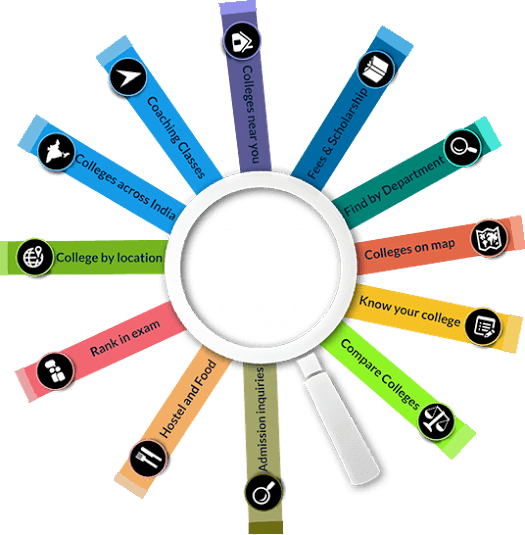 Colleges near you
Fees & Scholarship
Find by Department
Colleges on map
Know your college
Compare Colleges
Admission inquiries
Hostel and Food
Rank in exam
College by location
Colleges across India
Coaching Classes